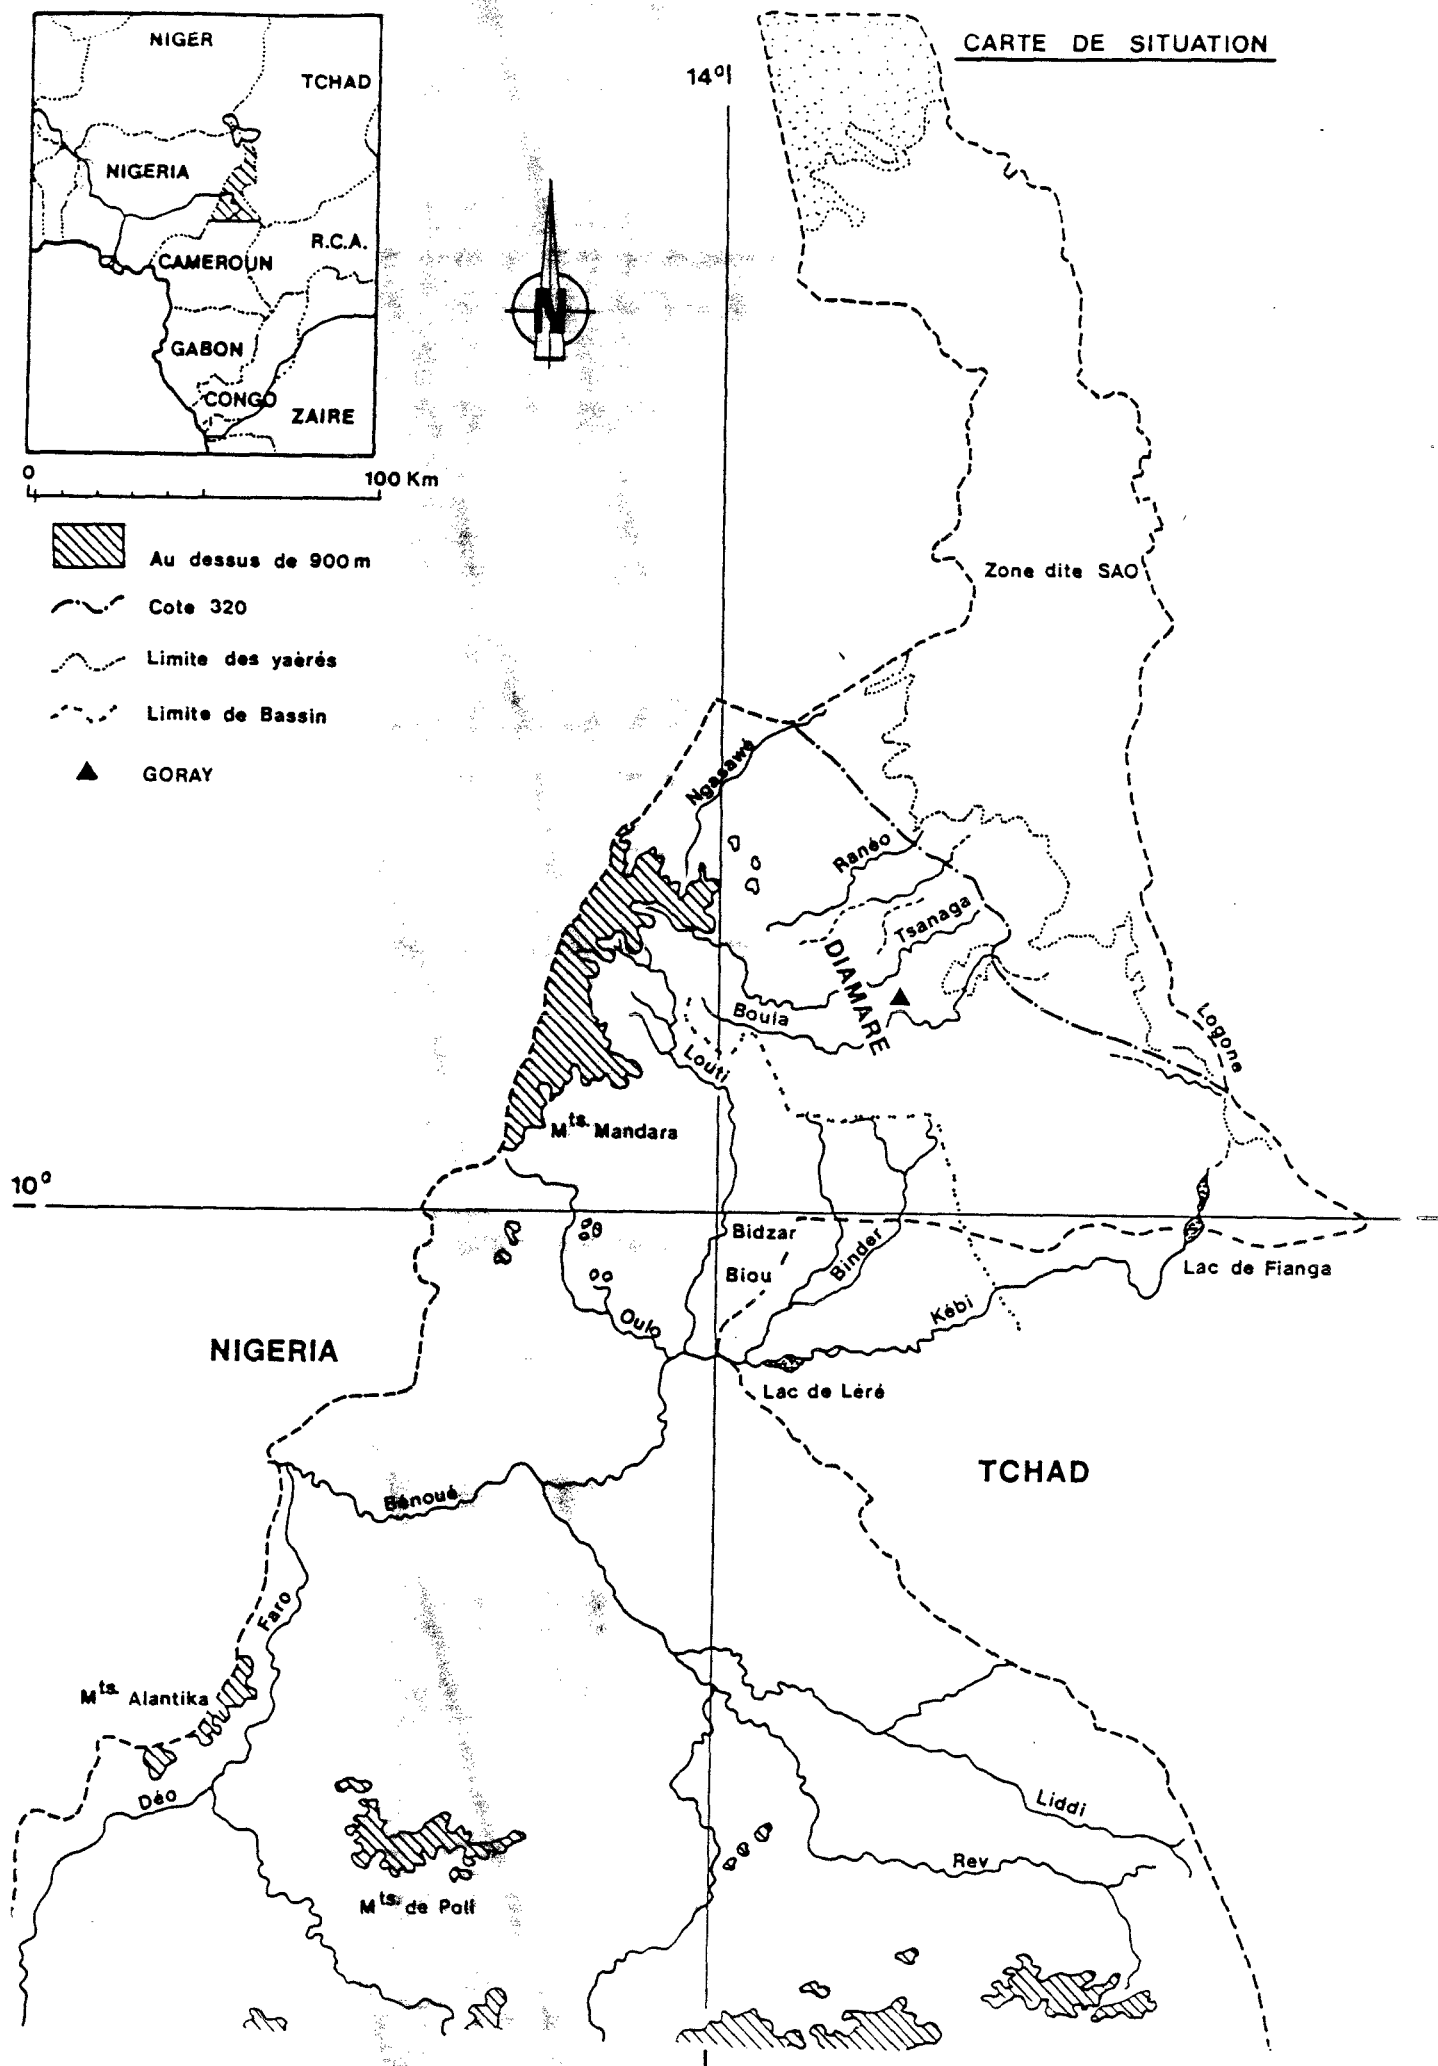 CARTE DE SITUATION
14°
NIGER
TCHAD
NIGERIA
R.C.A.
CAMEROUN
GABON
CONGO
ZAIRE
N
0
100 Km
Au dessus de 900m
Cote 320
Limite des yaérés
Limite de Bassin
GORAY
Zone dite SAO
Ngasawé
Ranéo
Tsanaga
DIAMARE
Boula
Louti
Logone
Mts. Mandara
10°
Bidzar
Biou
Binder
Lac de Fianga
Kébi
Oulo
NIGERIA
Lac de Léré
TCHAD
Bénoué
Faro
Mts. Alantika
Déo
Liddi
Rey
Mts. de Poli